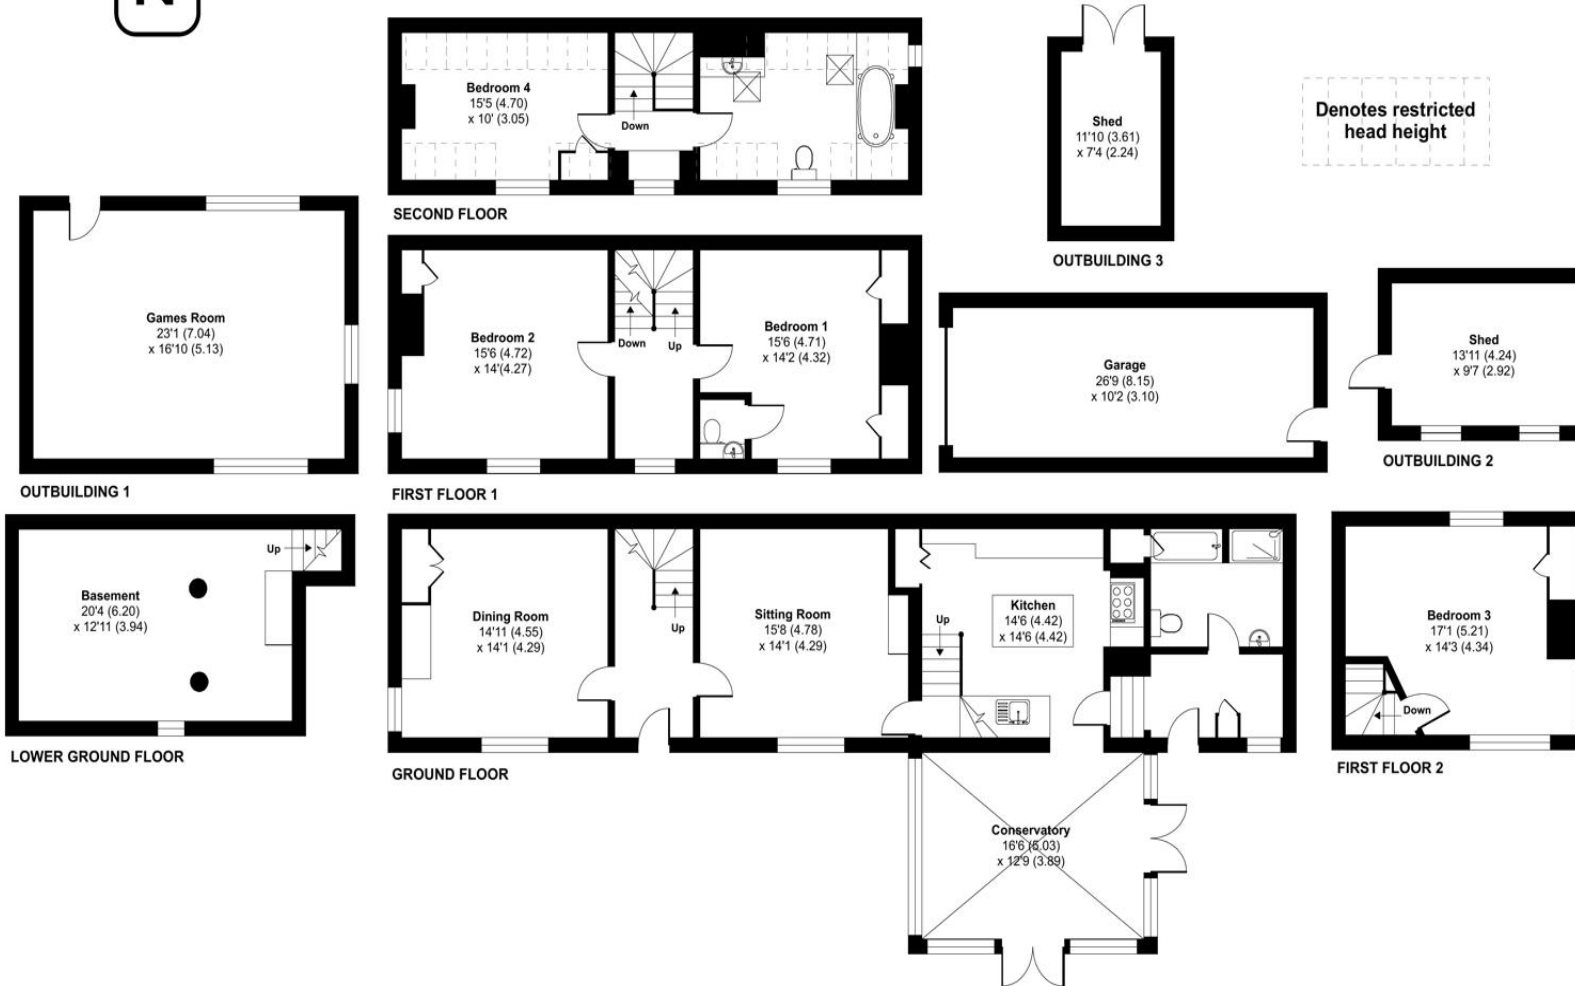 Bedroom 4
15'5 (4.70)
x 10' (3.05)
Down
SECOND FLOOR
Shed
11'10 (3.61)
x 7'4 (2.24)
OUTBUILDING 3
Denotes restricted
head height
Games Room
23'1 (7.04)
x 16'10 (5.13)
OUTBUILDING 1
Bedroom 2
15'6 (4.72)
x 14'(4.27)
Down
Up
Bedroom 1
15'6 (4.71)
x 14'2 (4.32)
FIRST FLOOR 1
Garage
26'9 (8.15)
x 10'2 (3.10)
Shed
13'11 (4.24)
x 9'7 (2.92)
OUTBUILDING 2
Up
Basement
20'4 (6.20)
x 12'11 (3.94)
LOWER GROUND FLOOR
Dining Room
14'11 (4.55)
x 14'1 (4.29)
Up
Sitting Room
15'8 (4.78)
x 14'1 (4.29)
Up
Kitchen
14'6 (4.42)
x 14'6 (4.42)
GROUND FLOOR
Conservatory
16'6 (5.03)
x 12'9 (3.89)
Bedroom 3
17'1 (5.21)
x 14'3 (4.34)
Down
FIRST FLOOR 2